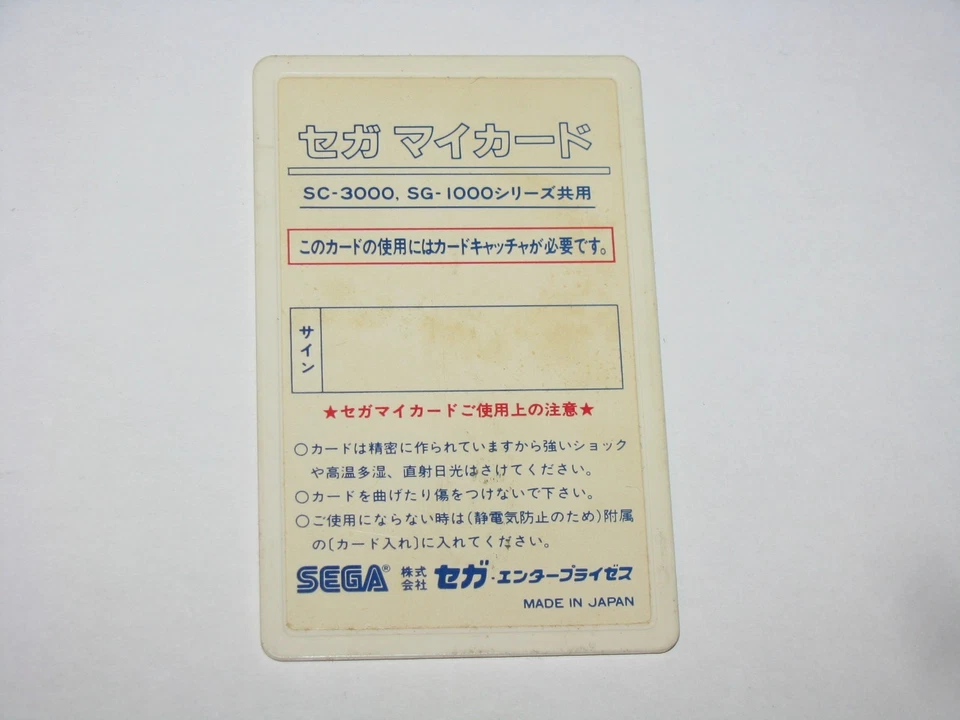 セガ マイカード
SC-3000, SG-1000シリーズ共用
このカードの使用にはカードキャッチャが必要です。
サイン
★セガマイカードご使用上の注意★
○カードは精密に作られていますから強いショック
や高温多湿、直射日光はさけてください。
○カードを曲げたり傷をつけないで下さい。
○ご使用にならない時は(静電気防止のため)附属
の〔カード入れ〕に入れてください。
SEGA® 株式会社 セガ・エンタープライゼス
MADE IN JAPAN